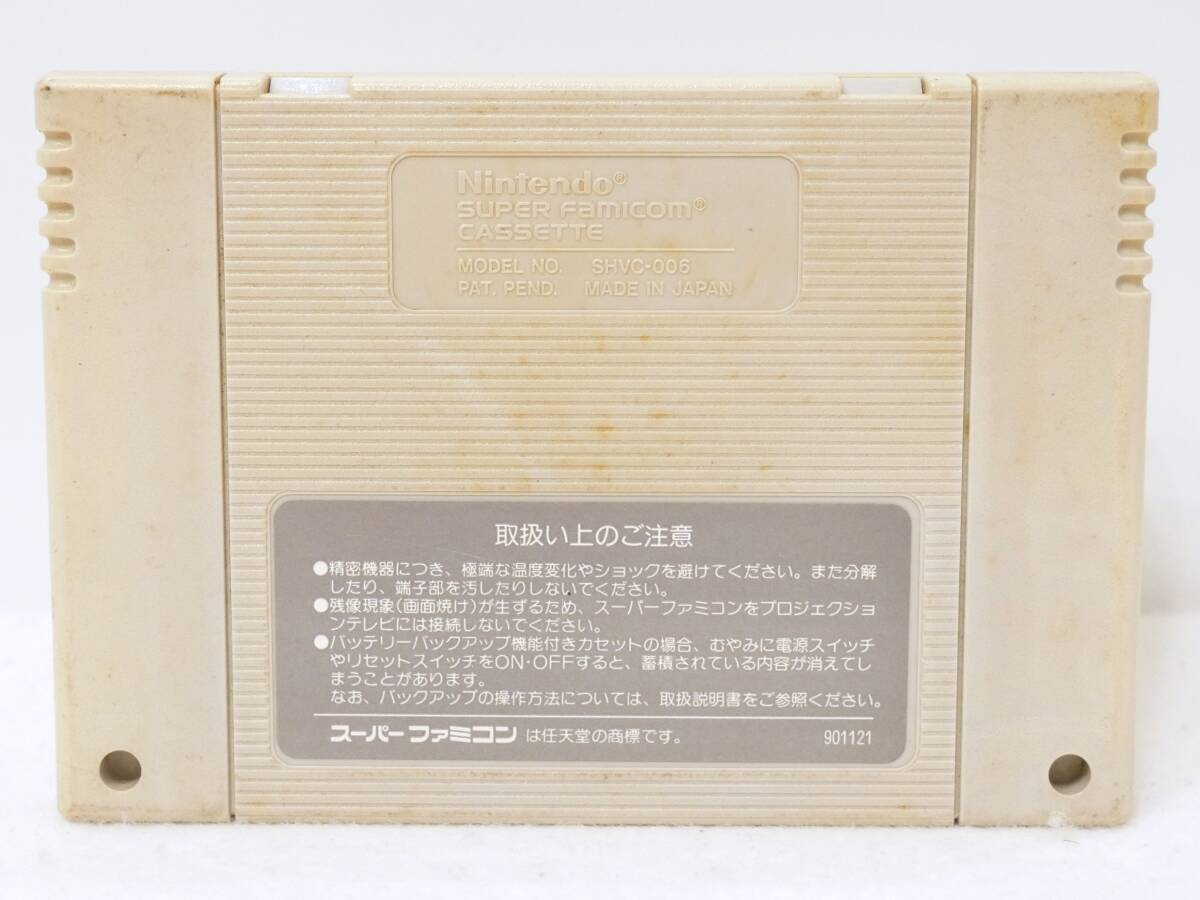 Nintendo®
SUPER FAMICOM®
CASSETTE
MODEL NO. SHVC-006
PAT. PEND. MADE IN JAPAN
取扱い上のご注意
●精密機器につき、極端な温度変化やショックを避けてください。また分解
したり、端子部を汚したりしないでください。
●残像現象(画面焼け)が生ずるため、スーパーファミコンをプロジェクショ
ンテレビには接続しないでください。
●バッテリーバックアップ機能付きカセットの場合、むやみに電源スイッチ
やリセットスイッチをON・OFFすると、蓄積されている内容が消えてし
まうことがあります。
なお、バックアップの操作方法については、取扱説明書をご参照ください。
スーパーファミコン は任天堂の商標です。 901121